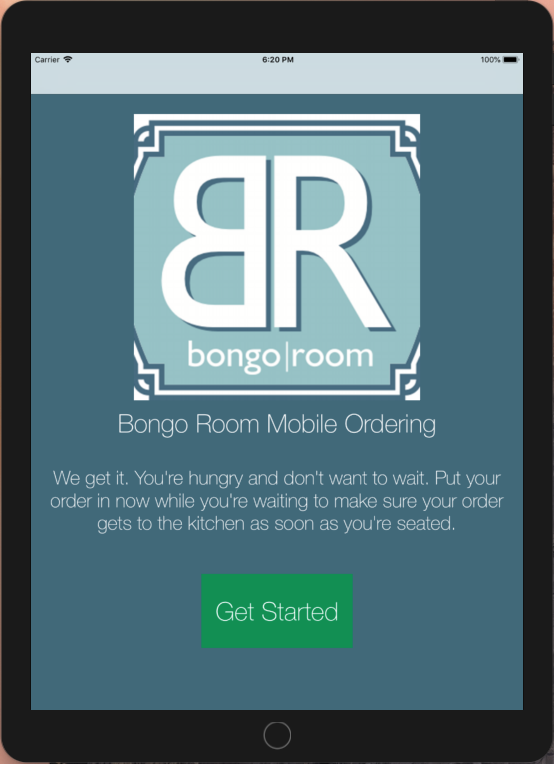 Carrier 6:20 PM 100%
BR
bongo|room
Bongo Room Mobile Ordering
We get it. You're hungry and don't want to wait. Put your
order in now while you're waiting to make sure your order
gets to the kitchen as soon as you're seated.
Get Started